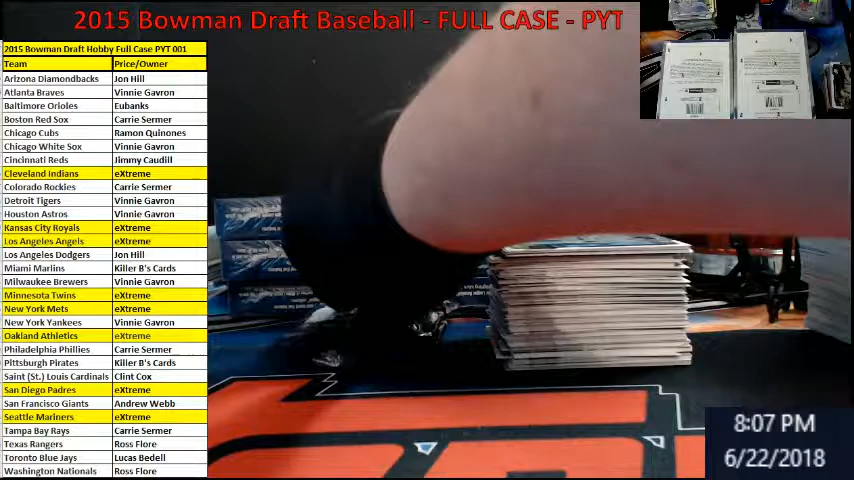 2015 Bowman Draft Baseball - FULL CASE - PYT
2015 Bowman Draft Hobby Full Case PYT 001
Team Price/Owner
Arizona Diamondbacks Jon Hill
Atlanta Braves Vinnie Gavron
Baltimore Orioles Eubanks
Boston Red Sox Carrie Sermer
Chicago Cubs Ramon Quinones
Chicago White Sox Vinnie Gavron
Cincinnati Reds Jimmy Caudill
Cleveland Indians eXtreme
Colorado Rockies Carrie Sermer
Detroit Tigers Vinnie Gavron
Houston Astros Vinnie Gavron
Kansas City Royals eXtreme
Los Angeles Angels eXtreme
Los Angeles Dodgers Jon Hill
Miami Marlins Killer B's Cards
Milwaukee Brewers Vinnie Gavron
Minnesota Twins eXtreme
New York Mets eXtreme
New York Yankees Vinnie Gavron
Oakland Athletics eXtreme
Philadelphia Phillies Carrie Sermer
Pittsburgh Pirates Killer B's Cards
Saint (St.) Louis Cardinals Clint Cox
San Diego Padres eXtreme
San Francisco Giants Andrew Webb
Seattle Mariners eXtreme
Tampa Bay Rays Carrie Sermer
Texas Rangers Ross Flore
Toronto Blue Jays Lucas Bedell
Washington Nationals Ross Flore
8:07 PM
6/22/2018